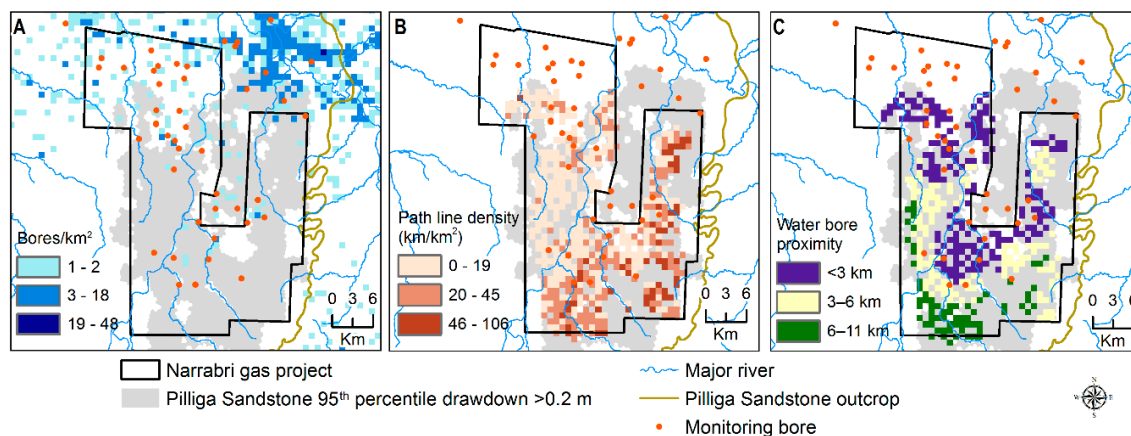 A
Bores/km²
1 - 2
3 - 18
19 - 48
0 3 6
Km
B
Path line density
(km/km²)
0 - 19
20 - 45
46 - 106
0 3 6
Km
C
Water bore
proximity
<3 km
3–6 km
6–11 km
0 3 6
Km
Narrabri gas project
Pilliga Sandstone 95th percentile drawdown >0.2 m
Major river
Pilliga Sandstone outcrop
Monitoring bore
N
W E
S